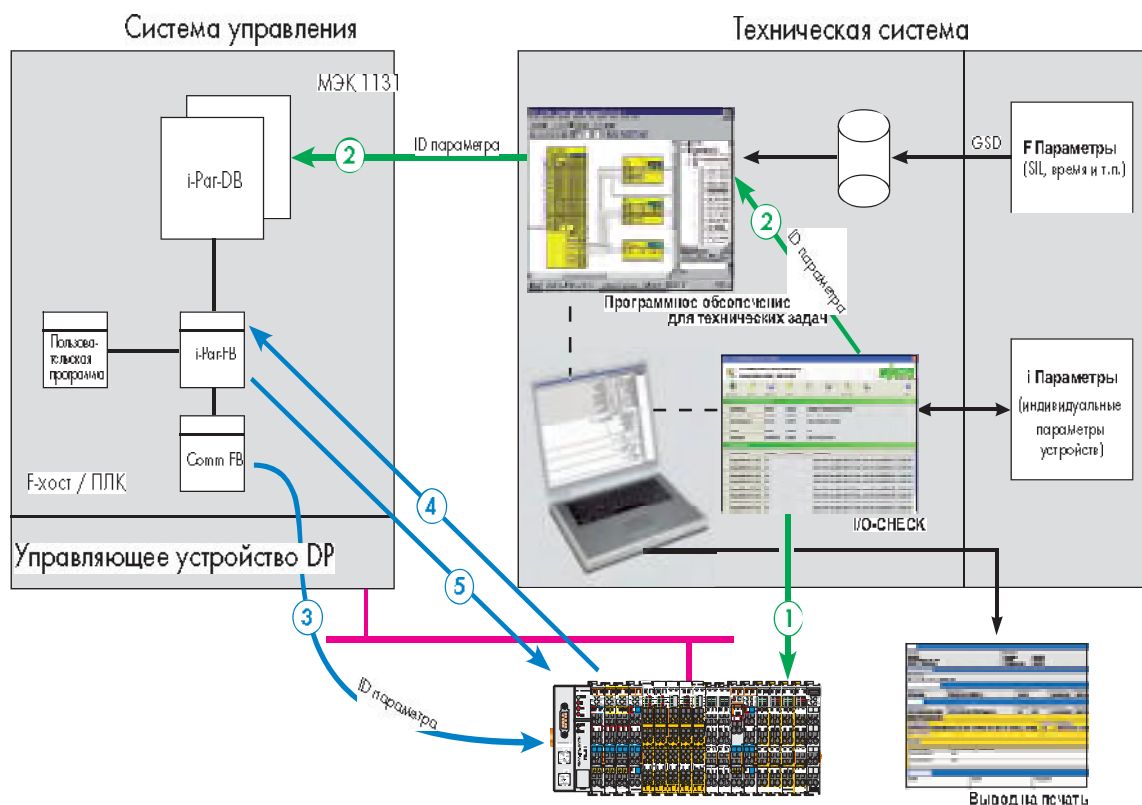 Система управления
Техническая система
МЭК 1131
i-Par-DB
2
ID параметра
GSD
F Параметры
(SIL, время и т.п.)
2
ID параметра
Программное обеспечение
для технических задач
Пользова-
тельская
программа
i-Par-FB
Comm FB
F-хост / ПЛК
i Параметры
(индивидуальные
параметры
устройств)
I/O-CHECK
4
Управляющее устройство DP
5
3
1
ID параметра
Вывод на печать